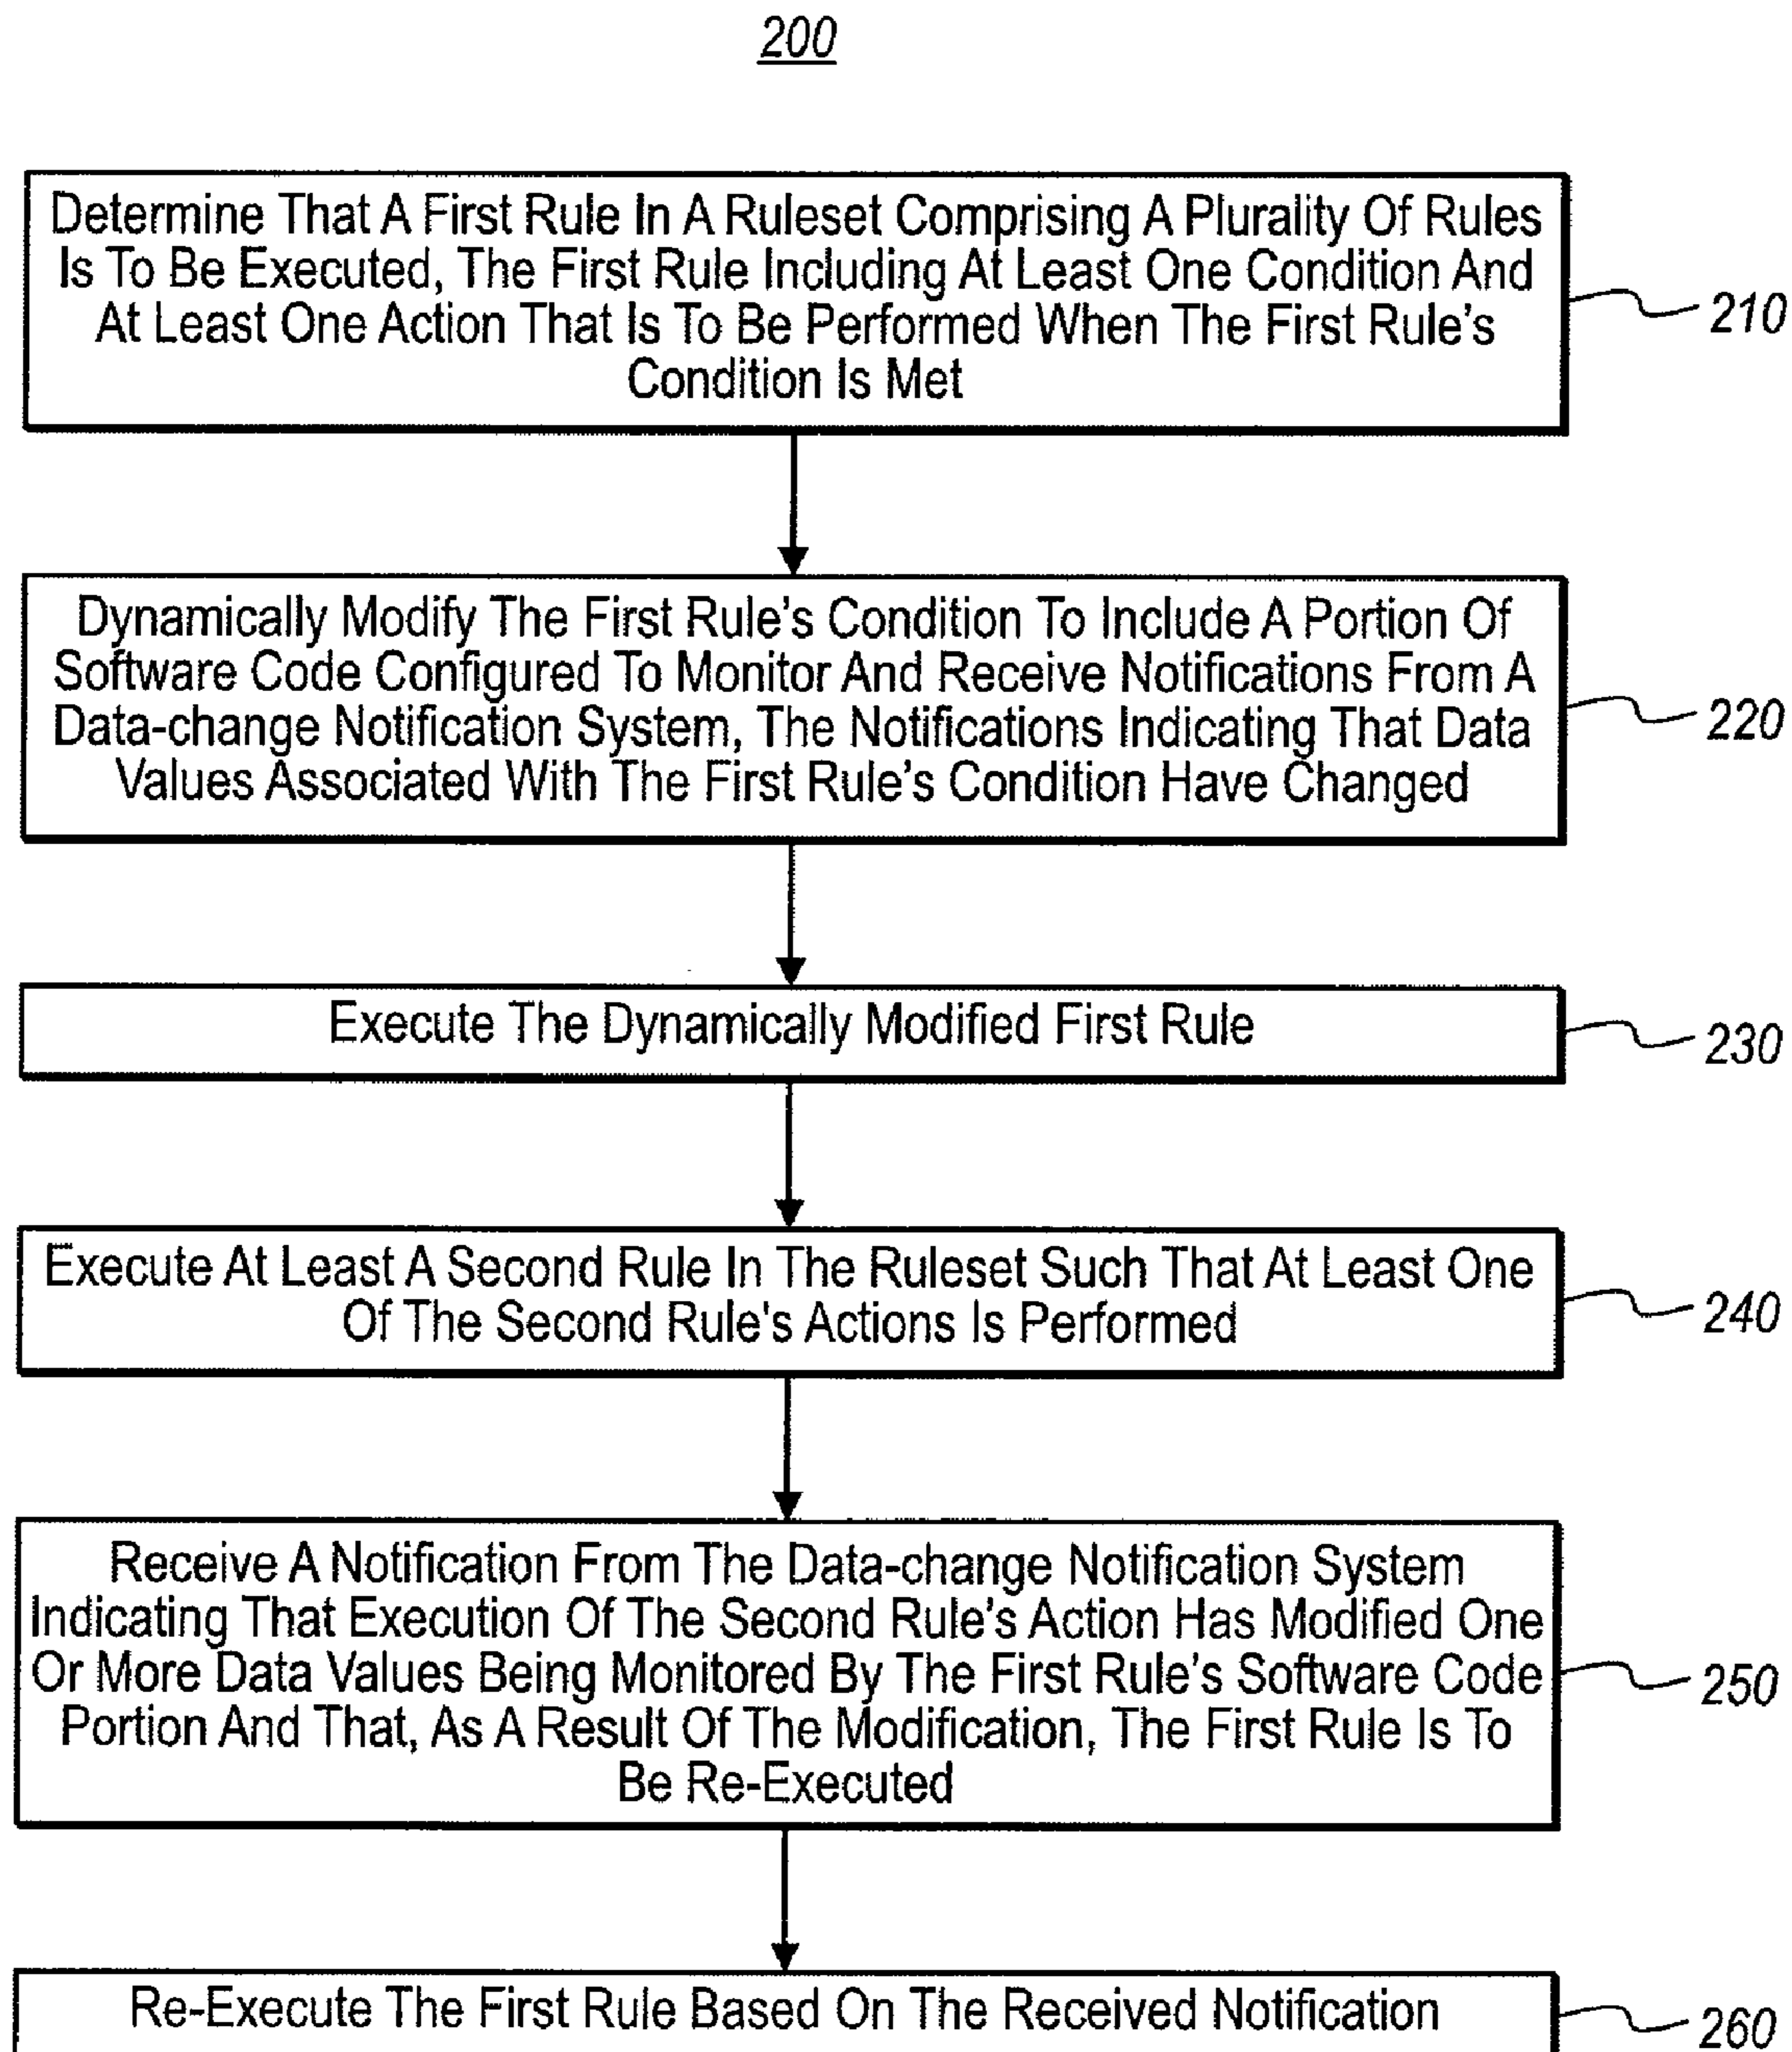 200
Determine That A First Rule In A Ruleset Comprising A Plurality Of Rules
Is To Be Executed, The First Rule Including At Least One Condition And
At Least One Action That Is To Be Performed When The First Rule's
Condition Is Met
210
Dynamically Modify The First Rule's Condition To Include A Portion Of
Software Code Configured To Monitor And Receive Notifications From A
Data-change Notification System, The Notifications Indicating That Data
Values Associated With The First Rule's Condition Have Changed
220
Execute The Dynamically Modified First Rule
230
Execute At Least A Second Rule In The Ruleset Such That At Least One
Of The Second Rule's Actions Is Performed
240
Receive A Notification From The Data-change Notification System
Indicating That Execution Of The Second Rule's Action Has Modified One
Or More Data Values Being Monitored By The First Rule's Software Code
Portion And That, As A Result Of The Modification, The First Rule Is To
Be Re-Executed
250
Re-Execute The First Rule Based On The Received Notification
260